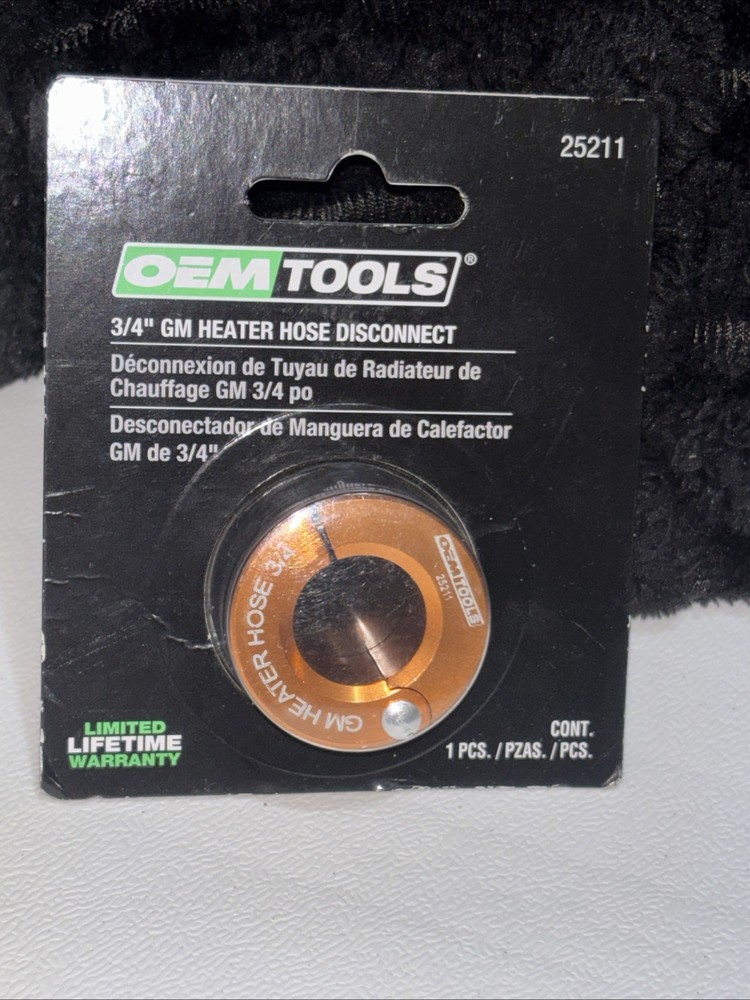 25211
OEMTOOLS®
3/4" GM HEATER HOSE DISCONNECT
Déconnexion de Tuyau de Radiateur de
Chauffage GM 3/4 po
Desconectador de Manguera de Calefactor
GM de 3/4"
GM HEATER HOSE 3/4"
OEMTOOLS
25211
LIMITED
LIFETIME
WARRANTY
CONT.
1 PCS. / PZAS. / PCS.